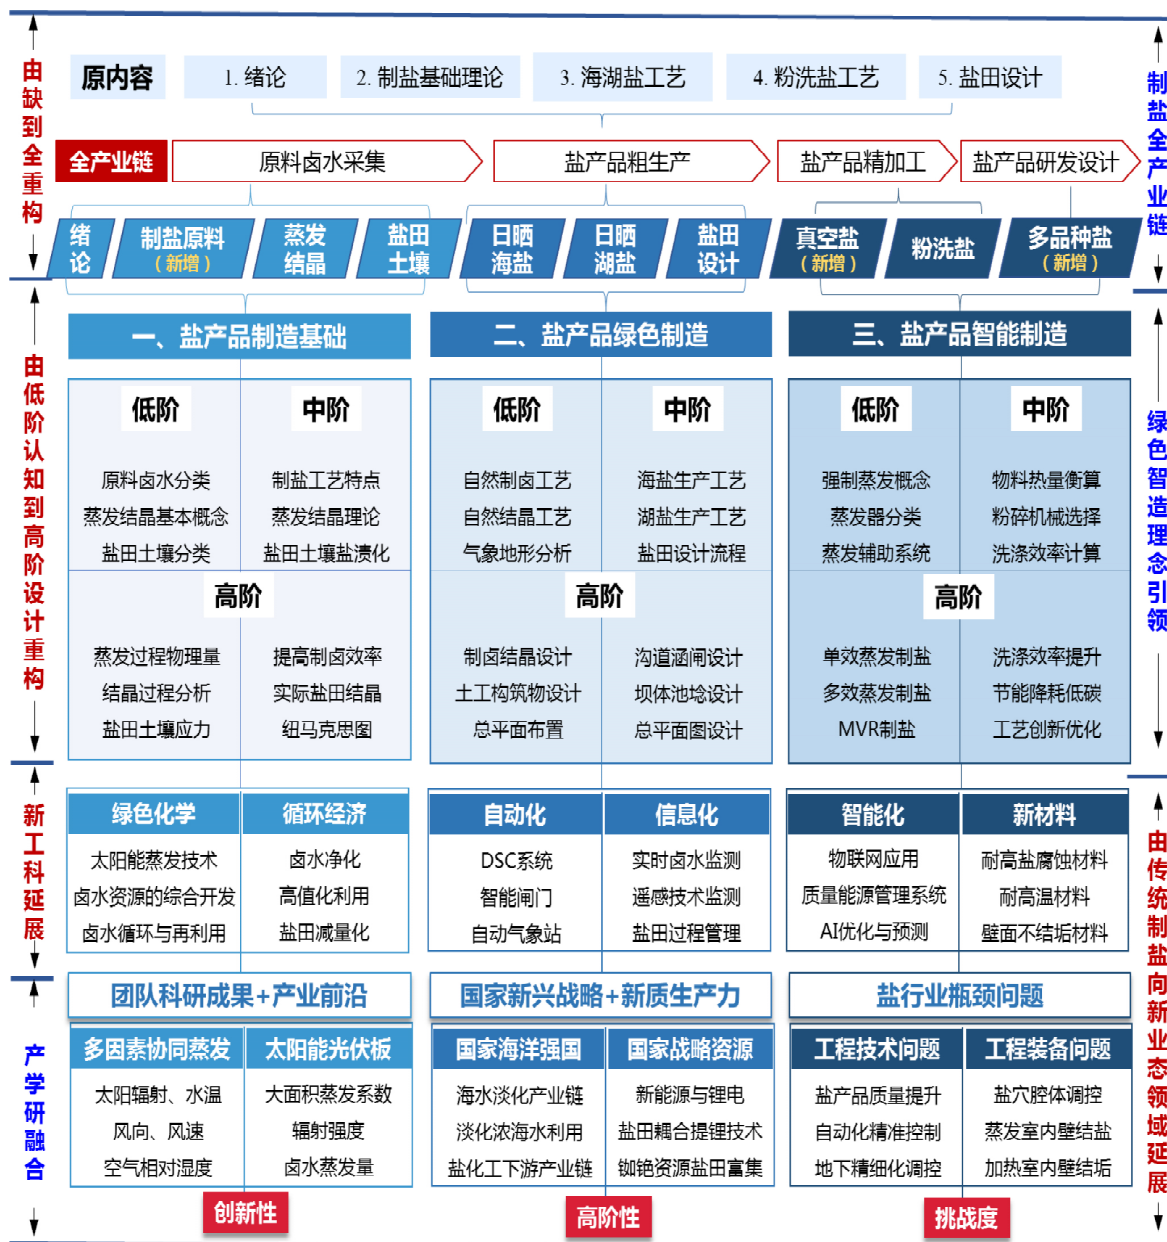 由缺到全重构
制盐全产业链
原内容
1. 绪论
2. 制盐基础理论
3. 海湖盐工艺
4. 粉洗盐工艺
5. 盐田设计
全产业链
原料卤水采集
盐产品粗生产
盐产品精加工
盐产品研发设计
绪论
制盐原料
（新增）
蒸发
结晶
盐田
土壤
日晒
海盐
日晒
湖盐
盐田
设计
真空盐
（新增）
粉洗盐
多品种盐
（新增）
由低阶认知到高阶设计重构
绿色智造理念引领
一、盐产品制造基础
低阶
中阶
原料卤水分类
制盐工艺特点
蒸发结晶基本概念
蒸发结晶理论
盐田土壤分类
盐田土壤盐渍化
高阶
蒸发过程物理量
提高制卤效率
结晶过程分析
实际盐田结晶
盐田土壤应力
纽马克思图
二、盐产品绿色制造
低阶
中阶
自然制卤工艺
海盐生产工艺
自然结晶工艺
湖盐生产工艺
气象地形分析
盐田设计流程
高阶
制卤结晶设计
沟道涵闸设计
土工构筑物设计
坝体池埝设计
总平面布置
总平面图设计
三、盐产品智能制造
低阶
中阶
强制蒸发概念
物料热量衡算
蒸发器分类
粉碎机械选择
蒸发辅助系统
洗涤效率计算
高阶
单效蒸发制盐
洗涤效率提升
多效蒸发制盐
节能降耗低碳
MVR制盐
工艺创新优化
新工科延展
由传统制盐向新业态领域延展
绿色化学
循环经济
太阳能蒸发技术
卤水净化
卤水资源的综合开发
高值化利用
卤水循环与再利用
盐田减量化
自动化
信息化
DSC系统
实时卤水监测
智能闸门
遥感技术监测
自动气象站
盐田过程管理
智能化
新材料
物联网应用
耐高盐腐蚀材料
质量能源管理系统
耐高温材料
AI优化与预测
壁面不结垢材料
产学研融合
团队科研成果+产业前沿
多因素协同蒸发
太阳能光伏板
太阳辐射、水温
大面积蒸发系数
风向、风速
辐射强度
空气相对湿度
卤水蒸发量
创新性
国家新兴战略+新质生产力
国家海洋强国
国家战略资源
海水淡化产业链
新能源与锂电
淡化浓海水利用
盐田耦合提锂技术
盐化工下游产业链
铷铯资源盐田富集
高阶性
盐行业瓶颈问题
工程技术问题
工程装备问题
盐产品质量提升
盐穴腔体调控
自动化精准控制
蒸发室内壁结盐
地下精细化调控
加热室内壁结垢
挑战度